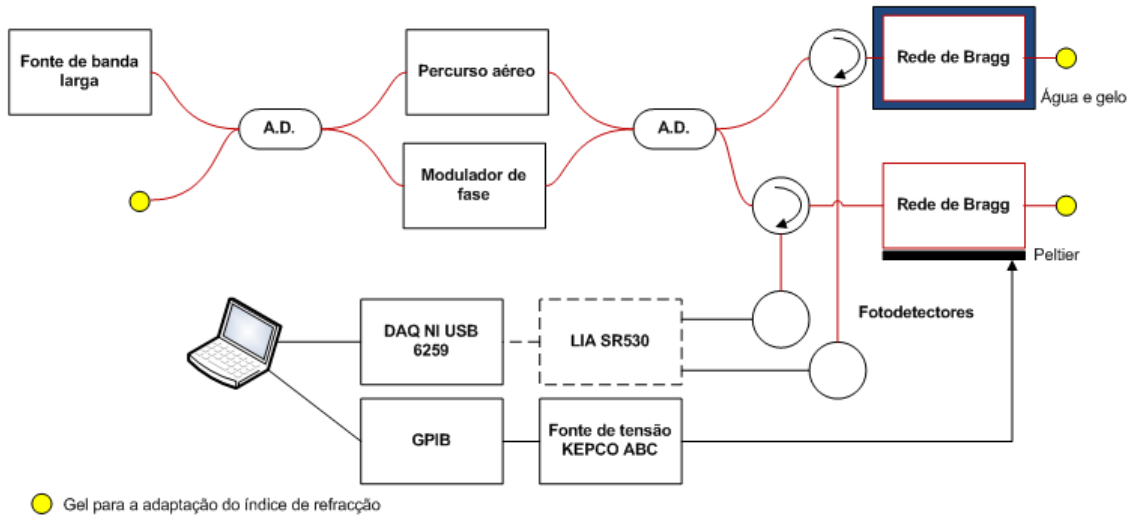 Fonte de banda
larga
Percurso aéreo
A.D.
Modulador de
fase
A.D.
Rede de Bragg
Água e gelo
Rede de Bragg
Peltier
Fotodetectores
DAQ NI USB
6259
LIA SR530
GPIB
Fonte de tensão
KEPCO ABC
Gel para a adaptação do índice de refracção